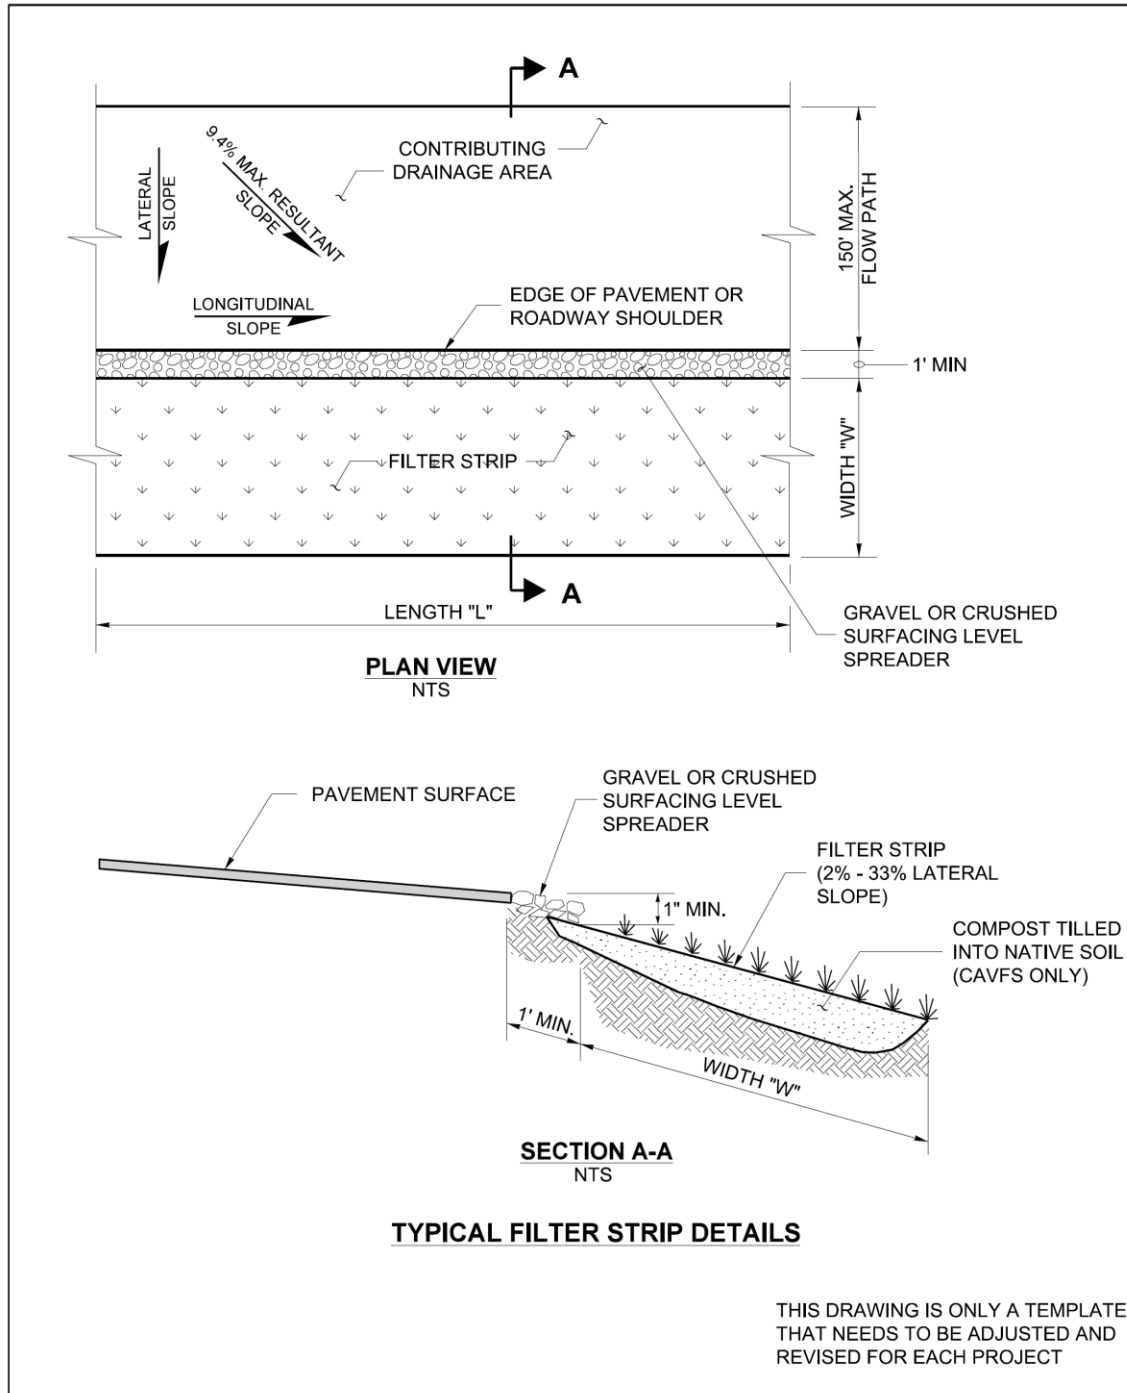 A
CONTRIBUTING
DRAINAGE AREA
9.4% MAX. RESULTANT
SLOPE
LATERAL
SLOPE
LONGITUDINAL
SLOPE
150' MAX.
FLOW PATH
EDGE OF PAVEMENT OR
ROADWAY SHOULDER
1' MIN
FILTER STRIP
WIDTH "W"
A
LENGTH "L"
GRAVEL OR CRUSHED
SURFACING LEVEL
SPREADER
PLAN VIEW
NTS
PAVEMENT SURFACE
GRAVEL OR CRUSHED
SURFACING LEVEL
SPREADER
FILTER STRIP
(2% - 33% LATERAL
SLOPE)
1" MIN.
COMPOST TILLED
INTO NATIVE SOIL
(CAVFS ONLY)
1' MIN.
WIDTH "W"
SECTION A-A
NTS
TYPICAL FILTER STRIP DETAILS
THIS DRAWING IS ONLY A TEMPLATE
THAT NEEDS TO BE ADJUSTED AND
REVISED FOR EACH PROJECT